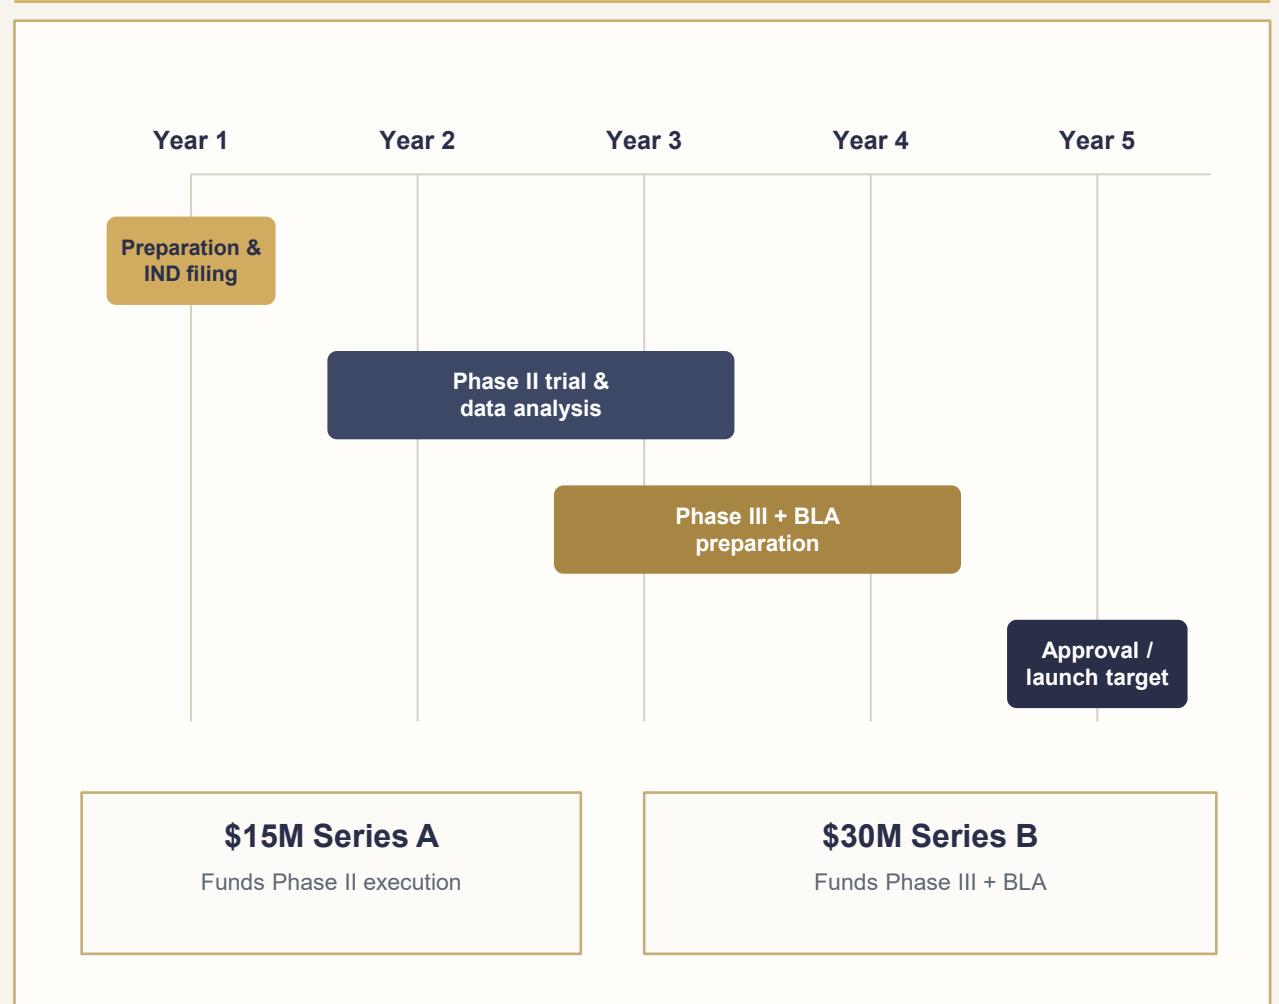 Year 1 Year 2 Year 3 Year 4 Year 5
Preparation &
IND filing
Phase II trial &
data analysis
Phase III + BLA
preparation
Approval /
launch target
$15M Series A
Funds Phase II execution
$30M Series B
Funds Phase III + BLA